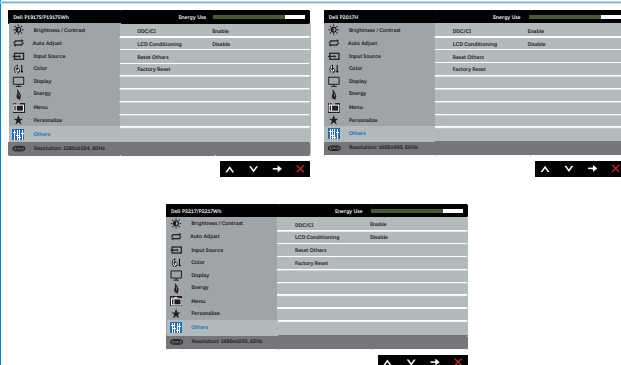 Dell P1917S/P1917SWh Energy Use
Brightness / Contrast DDC/CI Enable
Auto Adjust LCD Conditioning Disable
Input Source Reset Others
Color Factory Reset
Display
Energy
Menu
Personalize
Others
Resolution: 1280x1024, 60Hz
Dell P2017H Energy Use
Brightness / Contrast DDC/CI Enable
Auto Adjust LCD Conditioning Disable
Input Source Reset Others
Color Factory Reset
Display
Energy
Menu
Personalize
Others
Resolution: 1600x900, 60Hz
Dell P2217/P2217Wh Energy Use
Brightness / Contrast DDC/CI Enable
Auto Adjust LCD Conditioning Disable
Input Source Reset Others
Color Factory Reset
Display
Energy
Menu
Personalize
Others
Resolution: 1680x1050, 60Hz